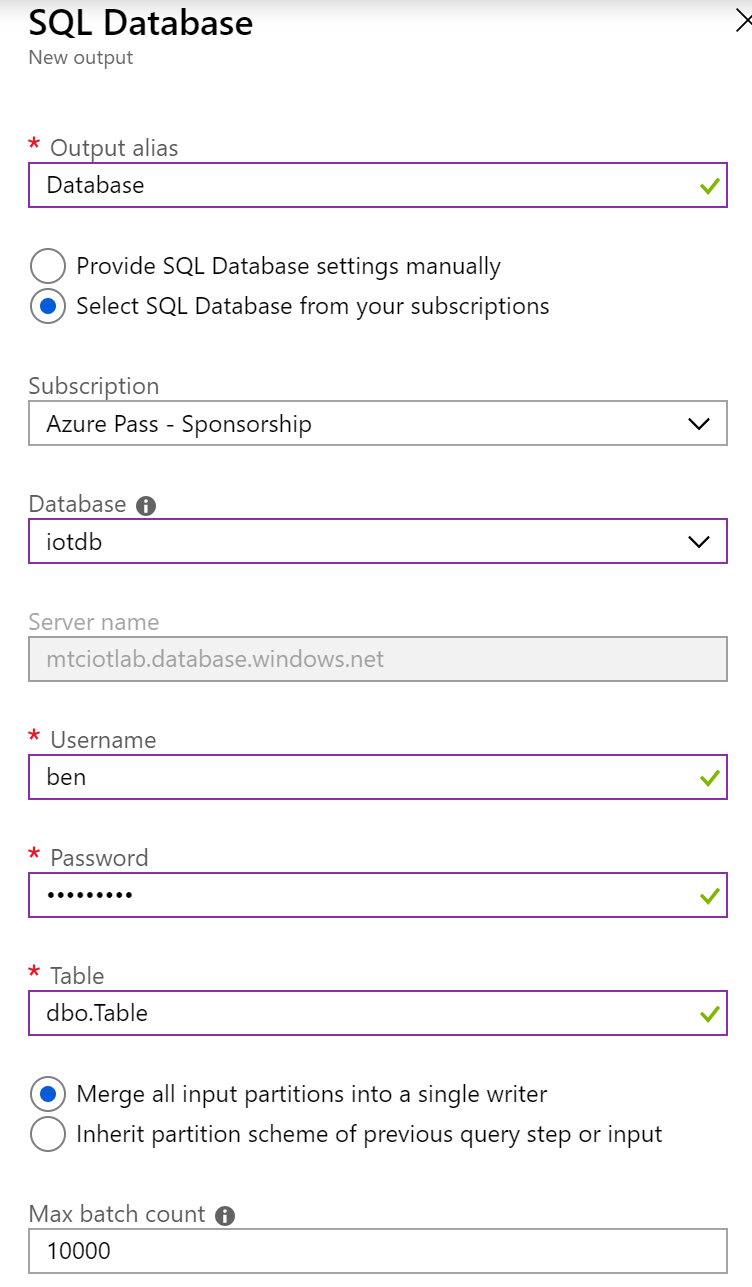 SQL Database
New output
* Output alias
Database
Provide SQL Database settings manually
Select SQL Database from your subscriptions
Subscription
Azure Pass - Sponsorship
Database
iotdb
Server name
mtciotlab.database.windows.net
* Username
ben
* Password
•••••••••
* Table
dbo.Table
Merge all input partitions into a single writer
Inherit partition scheme of previous query step or input
Max batch count
10000